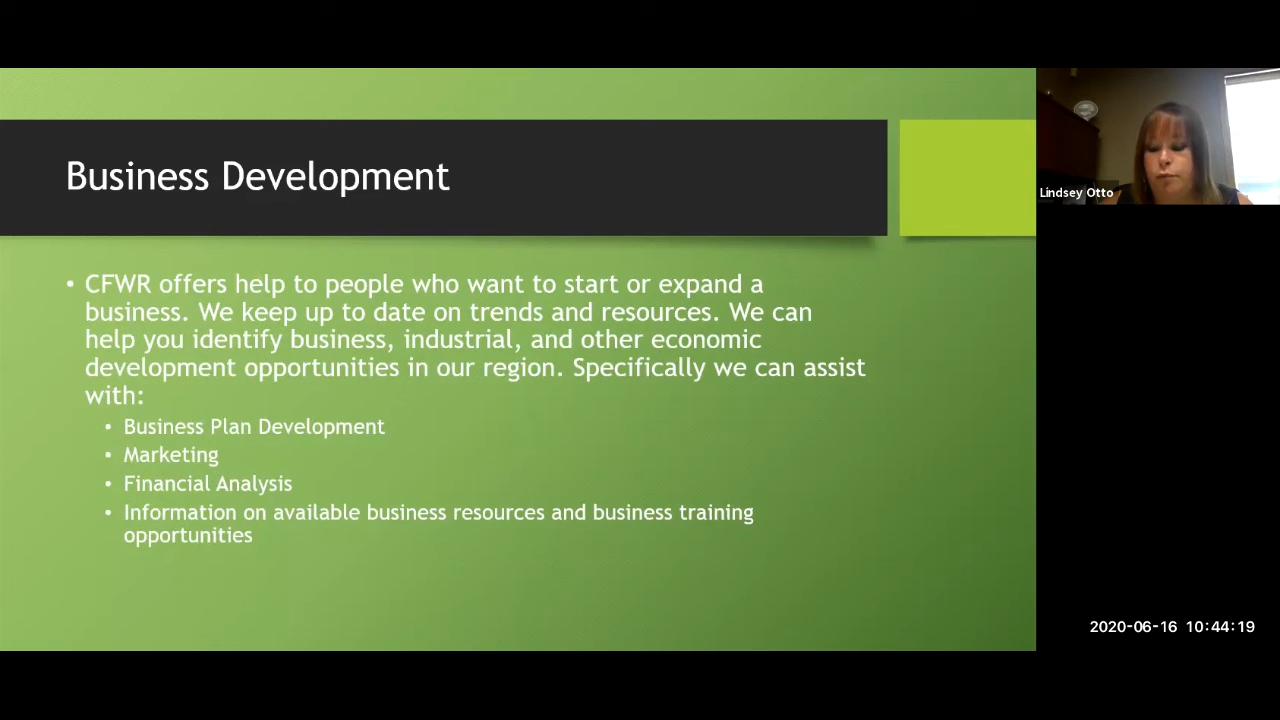 Business Development
• CFWR offers help to people who want to start or expand a
business. We keep up to date on trends and resources. We can
help you identify business, industrial, and other economic
development opportunities in our region. Specifically we can assist
with:
• Business Plan Development
• Marketing
• Financial Analysis
• Information on available business resources and business training
opportunities
Lindsey Otto
2020-06-16 10:44:19